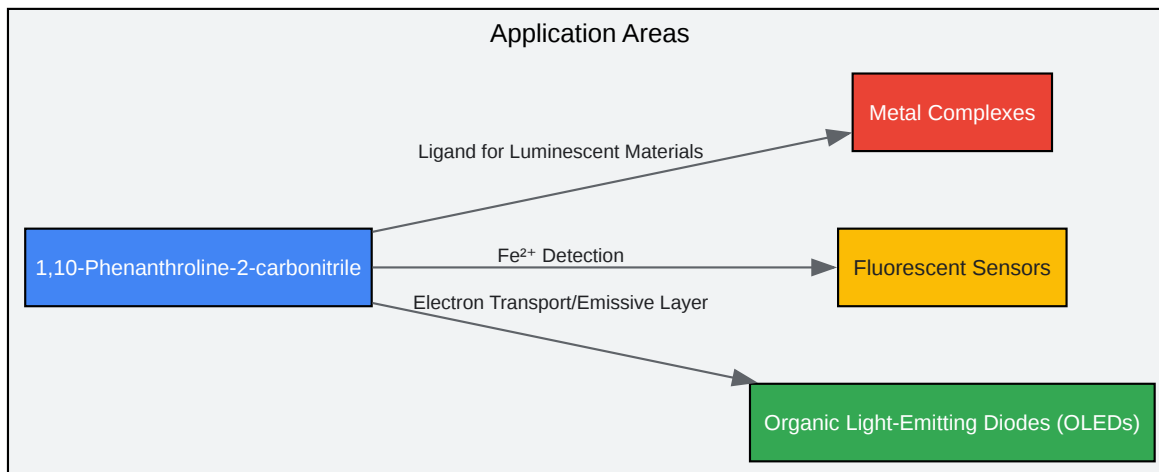 Application Areas
Metal Complexes
Ligand for Luminescent Materials
1,10-Phenanthroline-2-carbonitrile
Fe²⁺ Detection
Fluorescent Sensors
Electron Transport/Emissive Layer
Organic Light-Emitting Diodes (OLEDs)